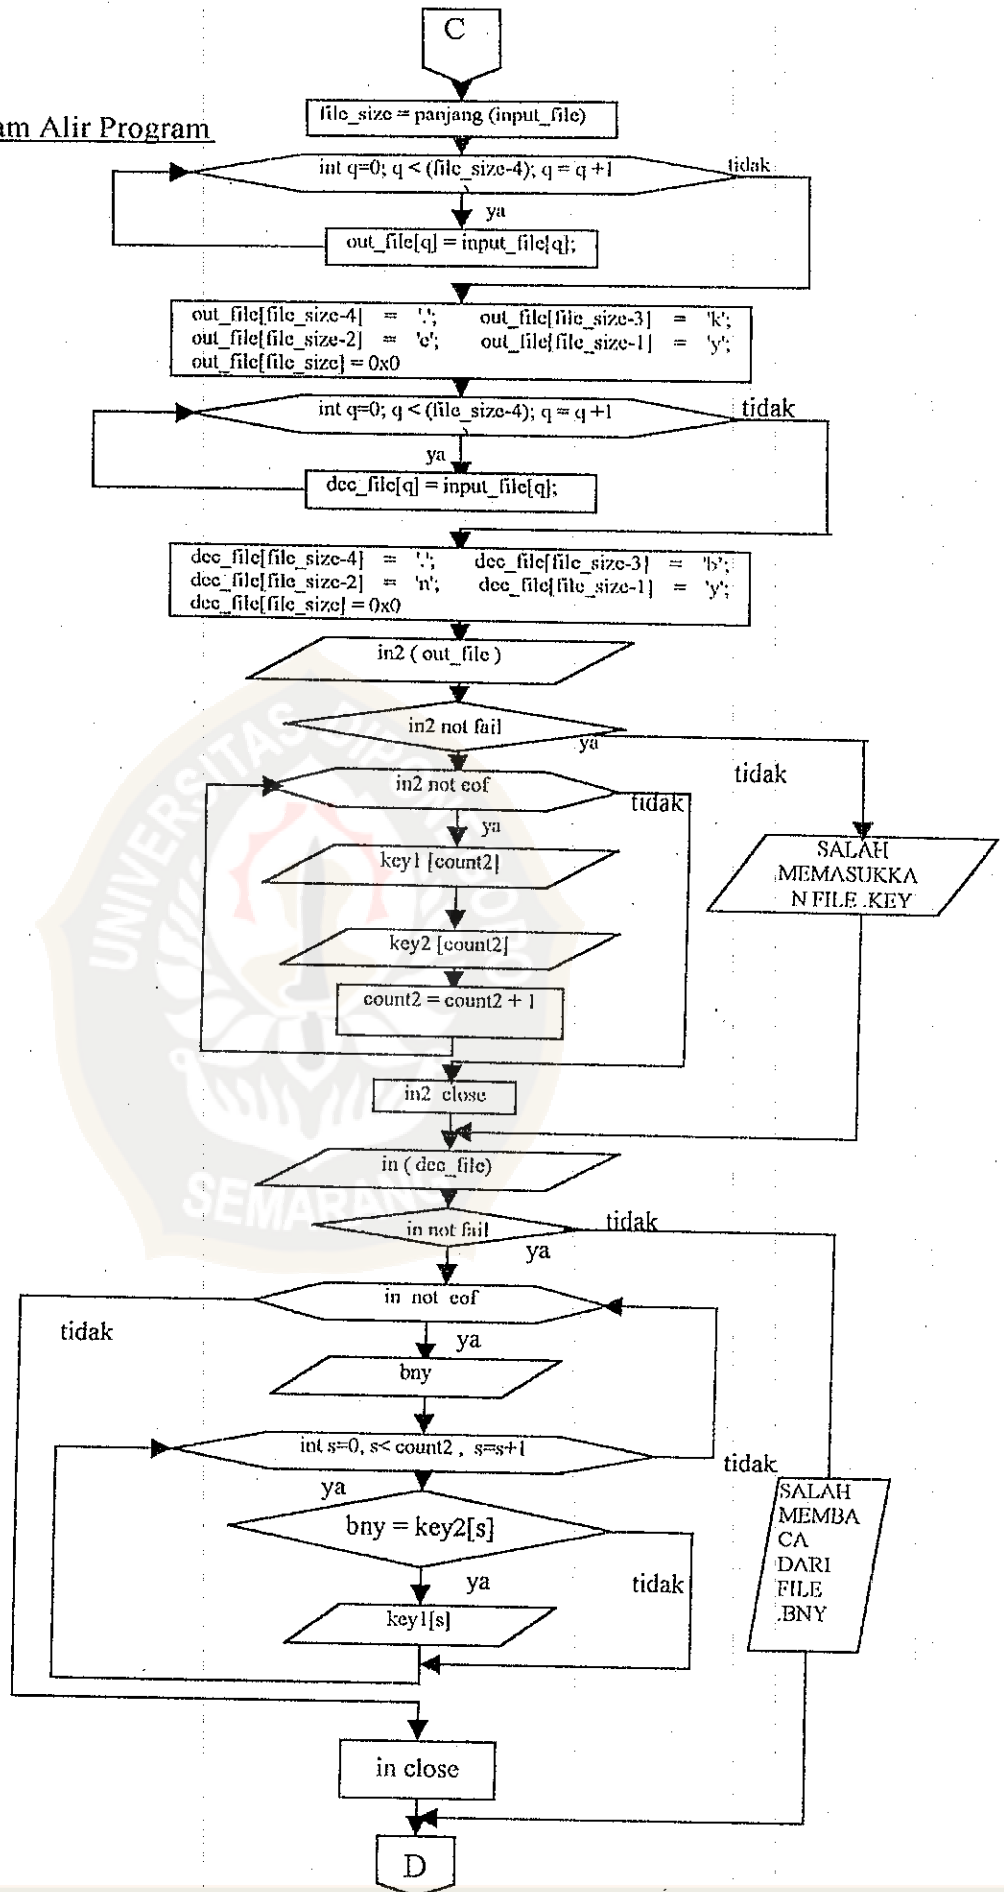 C
file_size = panjang (input_file)
am Alir Program
int q=0; q < (file_size-4); q = q +1
tidak
ya
out_file[q] = input_file[q];
out_file[file_size-4] = '.'; out_file[file_size-3] = 'k';
out_file[file_size-2] = 'e'; out_file[file_size-1] = 'y';
out_file[file_size] = 0x0
int q=0; q < (file_size-4); q = q +1
tidak
ya
dec_file[q] = input_file[q];
dec_file[file_size-4] = '.'; dec_file[file_size-3] = 'b';
dec_file[file_size-2] = 'n'; dec_file[file_size-1] = 'y';
dec_file[file_size] = 0x0
in2 ( out_file )
in2 not fail
ya
tidak
in2 not eof
tidak
ya
key1 [count2]
SALAH
MEMASUKKA
N FILE .KEY
key2 [count2]
count2 = count2 + 1
in2 close
in ( dec_file)
in not fail
tidak
ya
in not eof
tidak
ya
bny
int s=0, s< count2 , s=s+1
tidak
ya
bny = key2[s]
SALAH
MEMBA
CA
DARI
FILE
.BNY
ya
tidak
key1[s]
in close
D
UNIVERSITAS DIPONEGORO
SEMARANG